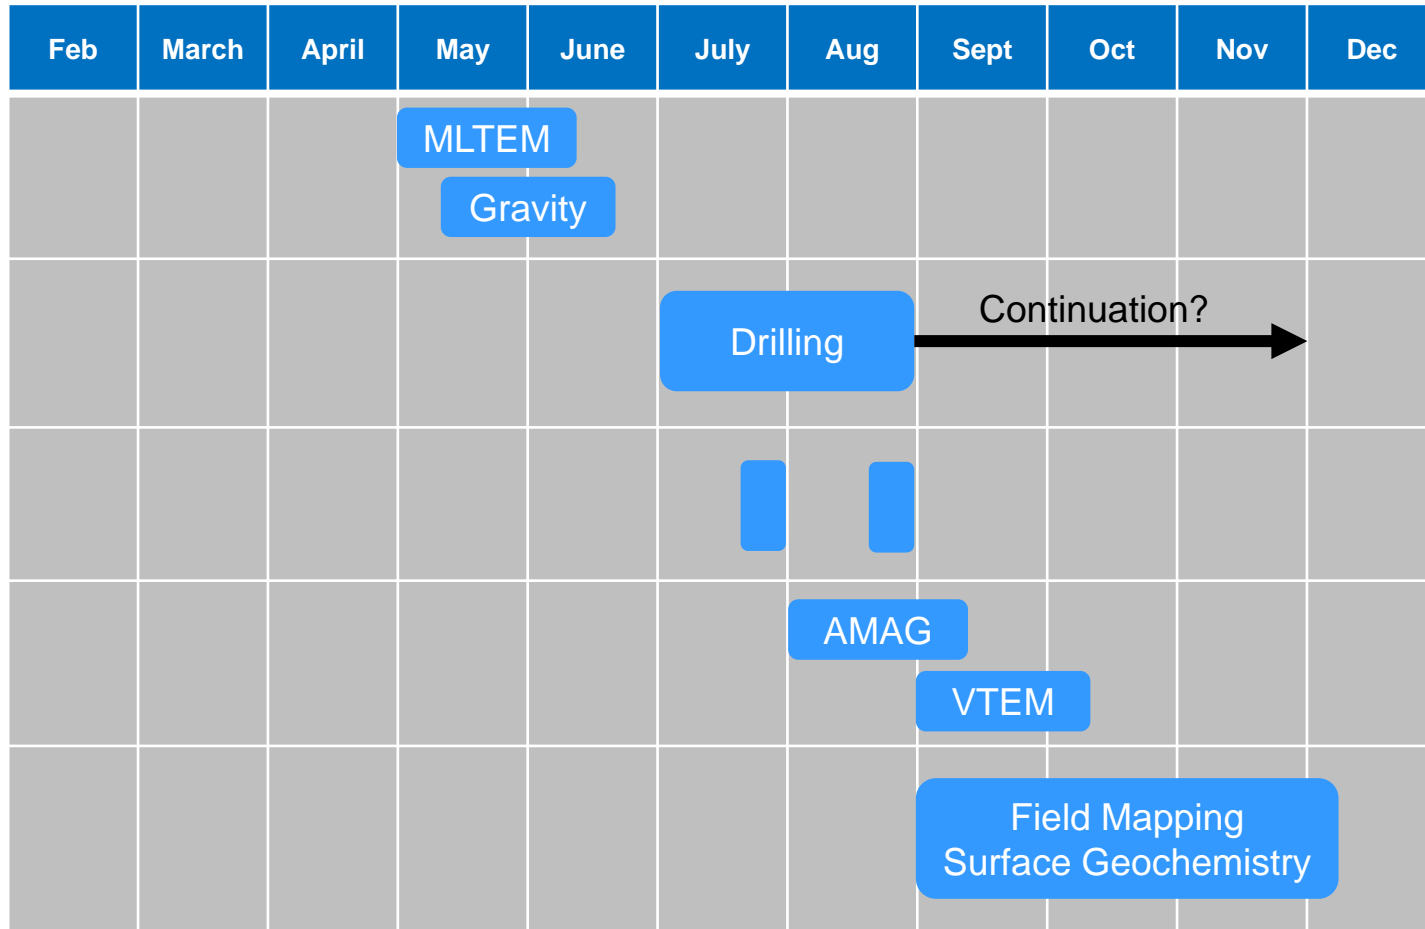 Feb March April May June July Aug Sept Oct Nov Dec
MLTEM
Gravity
Continuation?
Drilling
AMAG
VTEM
Field Mapping
Surface Geochemistry